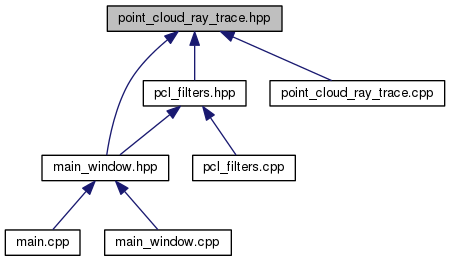 point_cloud_ray_trace.hpp
pcl_filters.hpp
point_cloud_ray_trace.cpp
main_window.hpp
pcl_filters.cpp
main.cpp
main_window.cpp